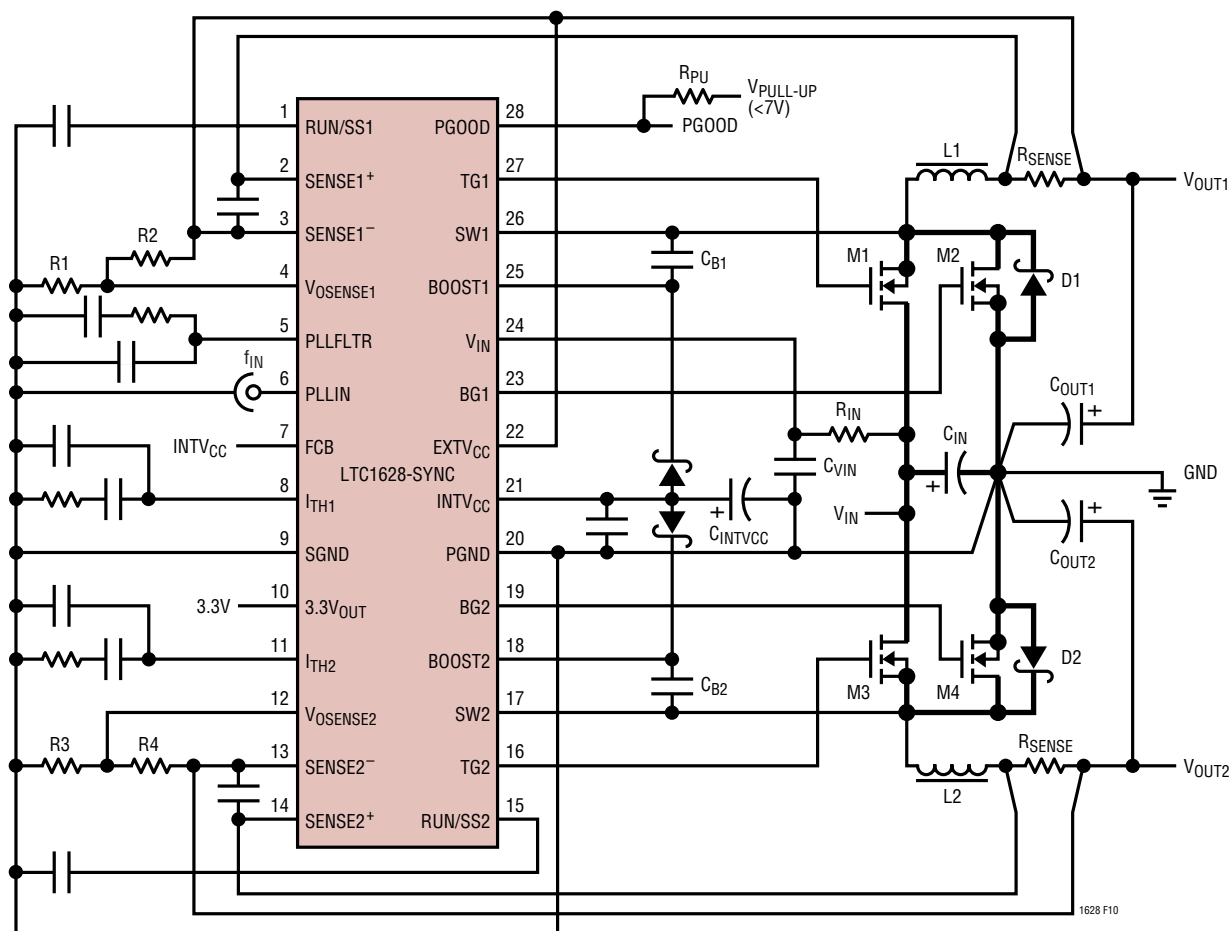 RPU
VPULL-UP
(<7V)
PGOOD
1
RUN/SS1
PGOOD
28
2
SENSE1+
TG1
27
3
SENSE1–
SW1
26
4
VOSENSE1
BOOST1
25
5
PLLFLTR
VIN
24
6
PLLIN
BG1
23
7
FCB
EXTVCC
22
LTC1628-SYNC
8
ITH1
INTVCC
21
9
SGND
PGND
20
10
3.3VOUT
BG2
19
11
ITH2
BOOST2
18
12
VOSENSE2
SW2
17
13
SENSE2–
TG2
16
14
SENSE2+
RUN/SS2
15
R2
R1
fIN
INTVCC
3.3V
R3
R4
L1
RSENSE
VOUT1
CB1
M1
M2
D1
RIN
CVIN
CIN
+
COUT1
+
GND
+
CINTVCC
VIN
+
COUT2
M3
M4
D2
CB2
RSENSE
L2
VOUT2
1628 F10